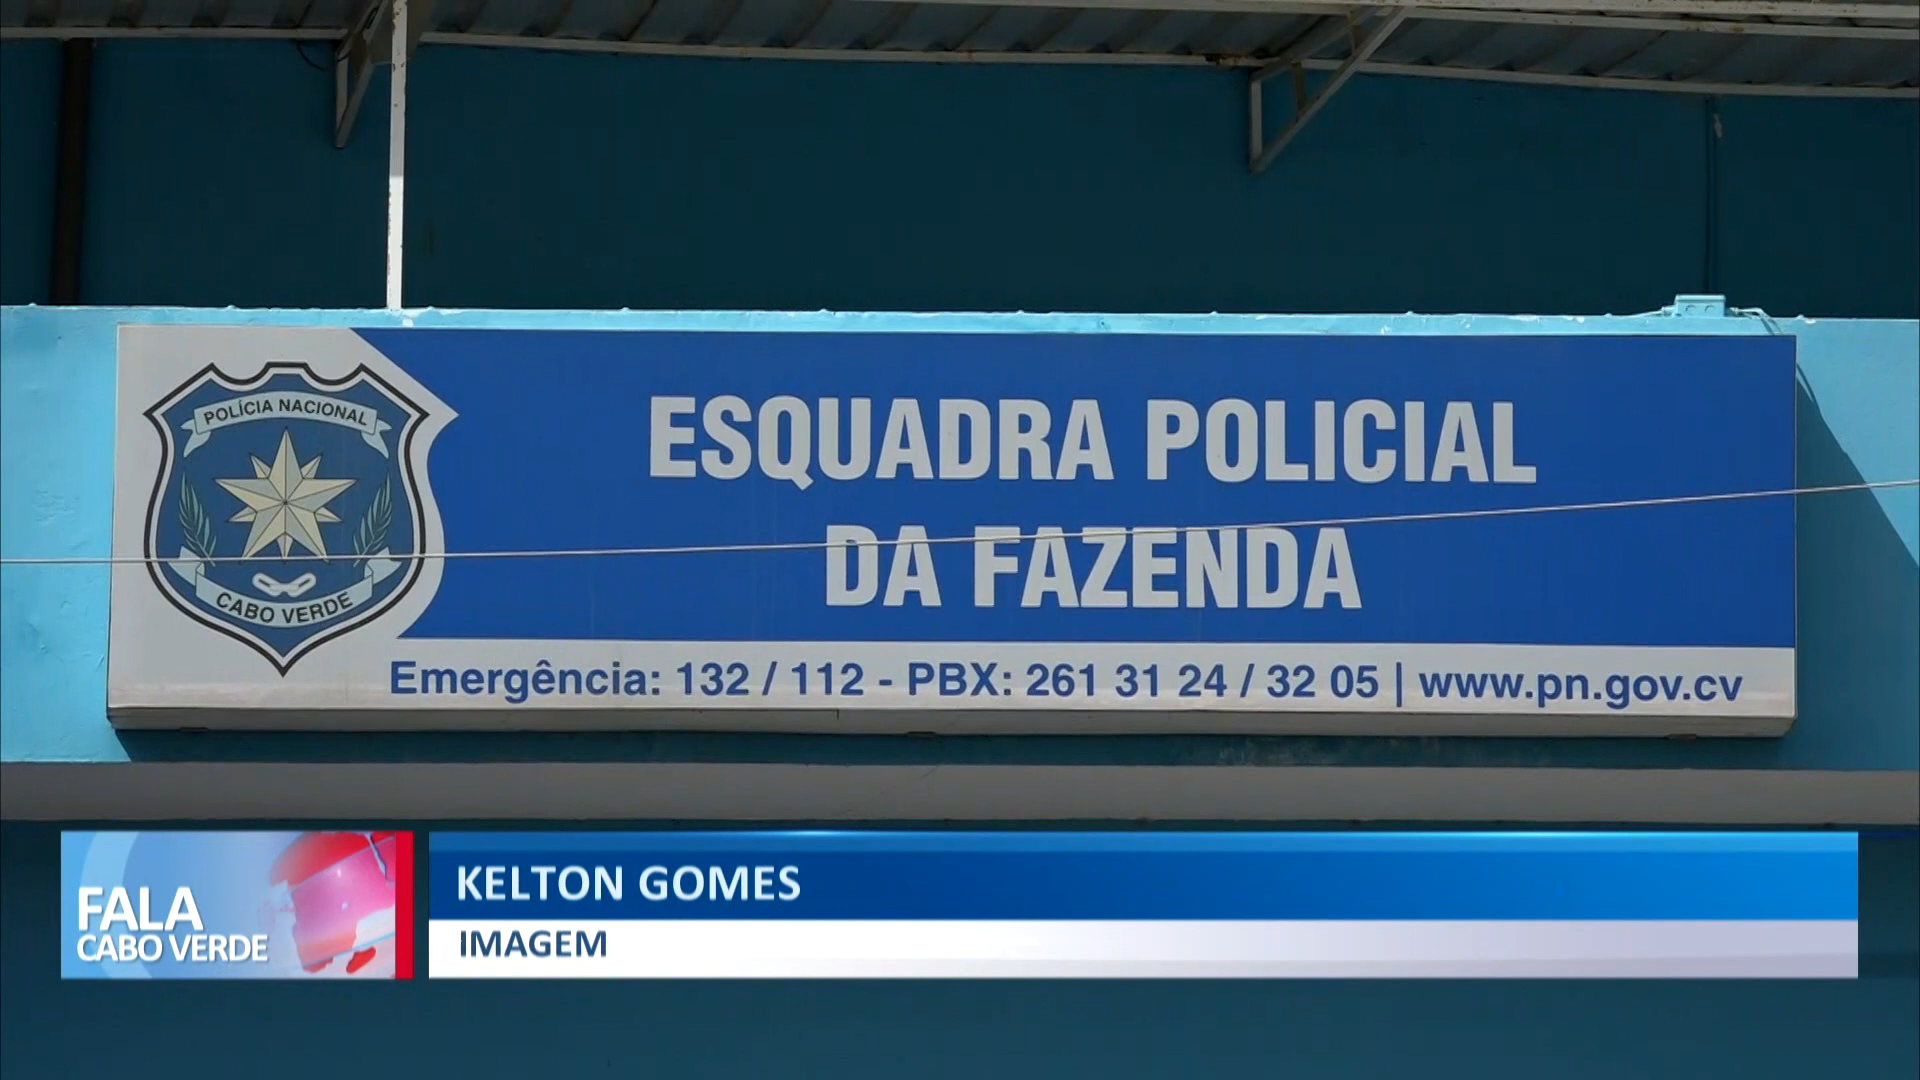 POLÍCIA NACIONAL
CABO VERDE
ESQUADRA POLICIAL
DA FAZENDA
Emergência: 132 / 112 - PBX: 261 31 24 / 32 05 | www.pn.gov.cv
FALA
CABO VERDE
KELTON GOMES
IMAGEM